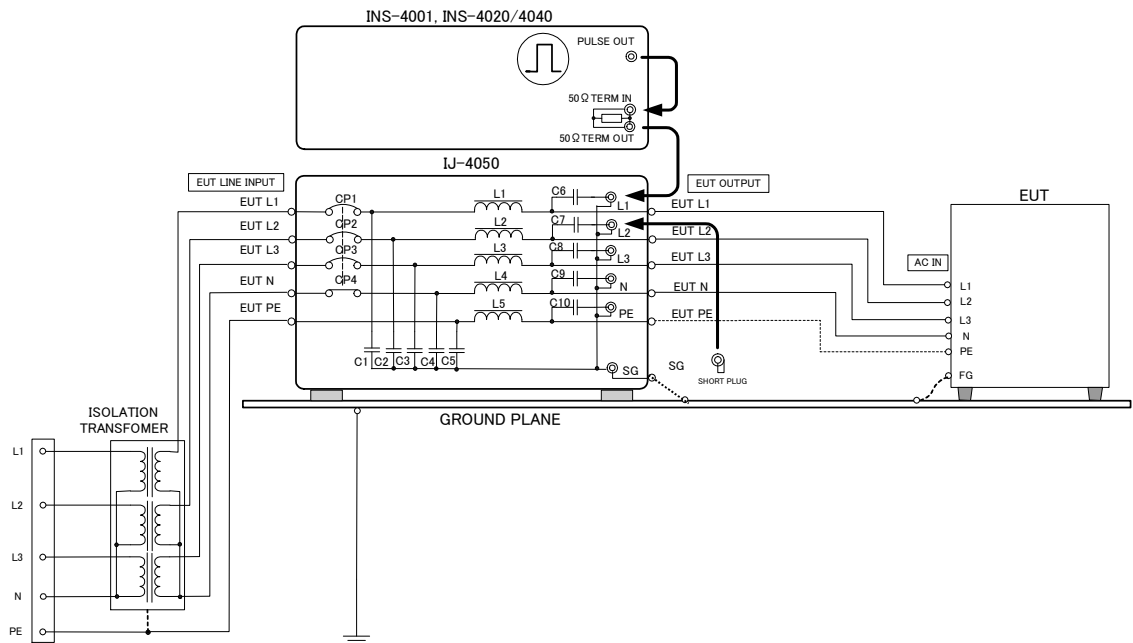 INS-4001, INS-4020/4040
PULSE OUT
50Ω TERM IN
50Ω TERM OUT
IJ-4050
EUT LINE INPUT
EUT OUTPUT
EUT
EUT L1
CP1
L1
C6
L1
EUT L1
EUT L2
CP2
L2
C7
L2
EUT L2
EUT L3
CP3
L3
C8
L3
EUT L3
AC IN
EUT N
CP4
L4
C9
N
EUT N
EUT PE
L5
C10
PE
EUT PE
L1
L2
L3
N
PE
FG
C1
C2
C3
C4
C5
SG
SG
SHORT PLUG
GROUND PLANE
ISOLATION
TRANSFOMER
L1
L2
L3
N
PE